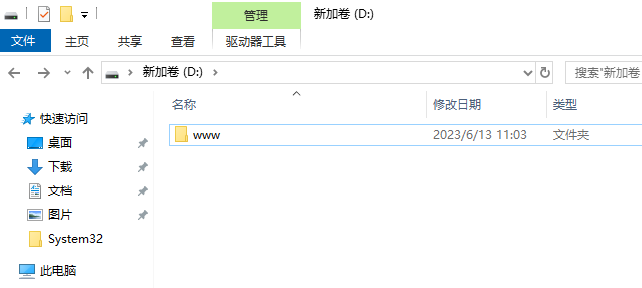 管理
新加卷 (D:)
文件 主页 共享 查看 驱动器工具
新加卷 (D:)
搜索"新加卷
名称 修改日期 类型
快速访问
www 2023/6/13 11:03 文件夹
桌面
下载
文档
图片
System32
此电脑